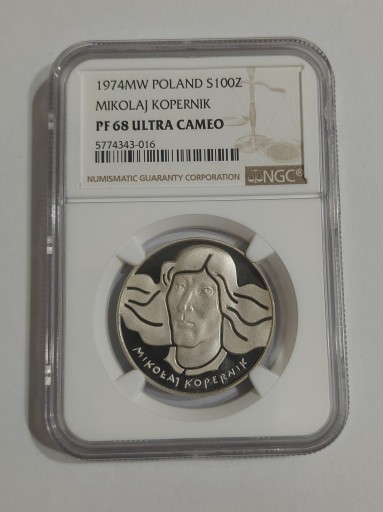 1974MW POLAND S100Z
MIKOLAJ KOPERNIK
PF 68 ULTRA CAMEO
5774343-016
NUMISMATIC GUARANTY CORPORATION
NGC®
MIKOŁAJ KOPERNIK